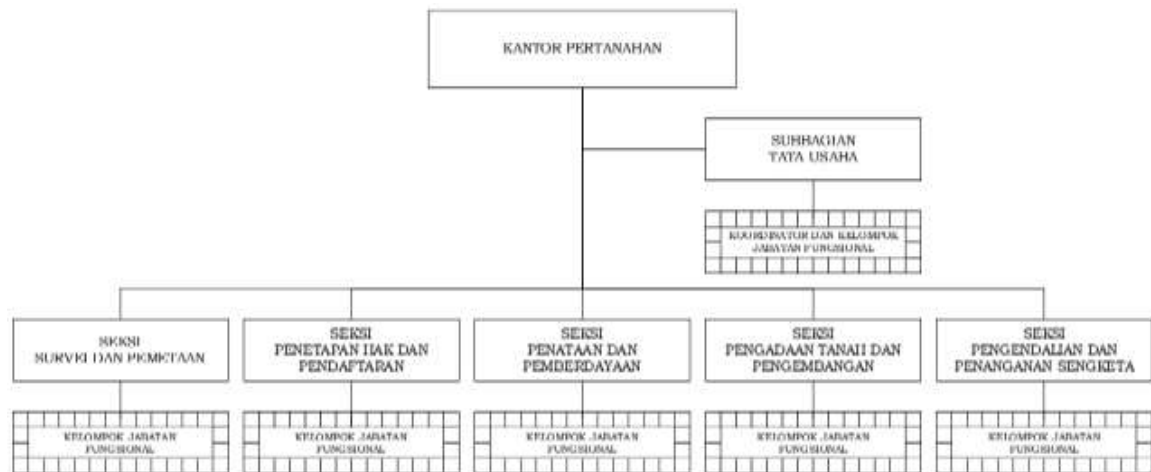 KANTOR PERTANAHAN
SUBBAGIAN
TATA USAHA
KOORDINATOR DAN KELOMPOK
JABATAN FUNGSIONAL
SEKSI
SURVEI DAN PEMETAAN
SEKSI
PENETAPAN HAK DAN
PENDAFTARAN
SEKSI
PENATAAN DAN
PEMBERDAYAAN
SEKSI
PENGADAAN TANAH DAN
PENGEMBANGAN
SEKSI
PENGENDALIAN DAN
PENANGANAN SENGKETA
KELOMPOK JABATAN
FUNGSIONAL
KELOMPOK JABATAN
FUNGSIONAL
KELOMPOK JABATAN
FUNGSIONAL
KELOMPOK JABATAN
FUNGSIONAL
KELOMPOK JABATAN
FUNGSIONAL